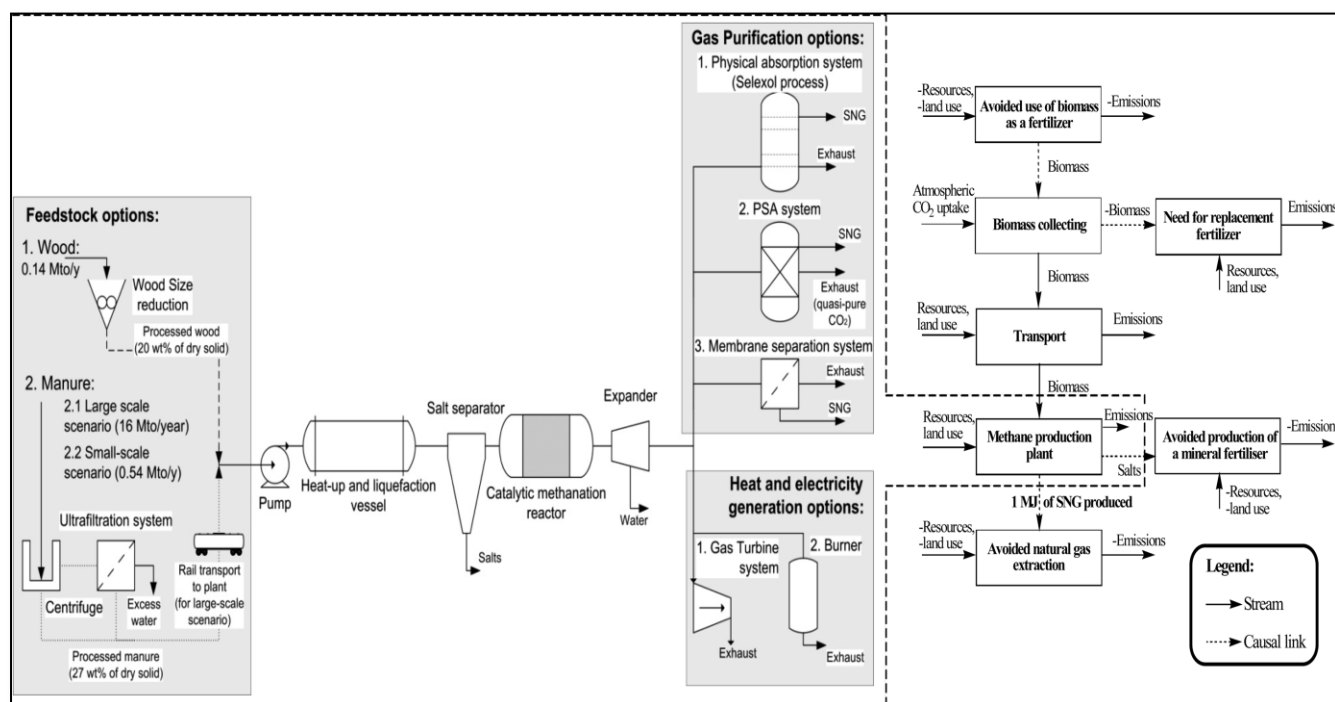 Feedstock options:
1. Wood:
0.14 Mto/y
Wood Size
reduction
Processed wood
(20 wt% of dry solid)
2. Manure:
2.1 Large scale
scenario (16 Mto/year)
2.2 Small-scale
scenario (0.54 Mto/y)
Ultrafiltration system
Centrifuge
Excess
water
Rail transport
to plant
(for large-scale
scenario)
Processed manure
(27 wt% of dry solid)
Pump
Heat-up and liquefaction
vessel
Salt separator
Salts
Catalytic methanation
reactor
Expander
Water
Gas Purification options:
1. Physical absorption system
(Selexol process)
SNG
Exhaust
2. PSA system
SNG
Exhaust
(quasi-pure
CO2)
3. Membrane separation system
Exhaust
SNG
Heat and electricity
generation options:
1. Gas Turbine
system
2. Burner
Exhaust
Exhaust
-Resources,
-land use
Avoided use of biomass
as a fertilizer
-Emissions
Biomass
Atmospheric
CO2 uptake
Biomass collecting
-Biomass
Need for replacement
fertilizer
Emissions
Resources,
land use
Biomass
Resources,
land use
Transport
Emissions
Biomass
Resources,
land use
Methane production
plant
Emissions
Salts
Avoided production of
a mineral fertiliser
-Emissions
-Resources,
-land use
1 MJ of SNG produced
-Resources,
-land use
Avoided natural gas
extraction
-Emissions
Legend:
Stream
Causal link